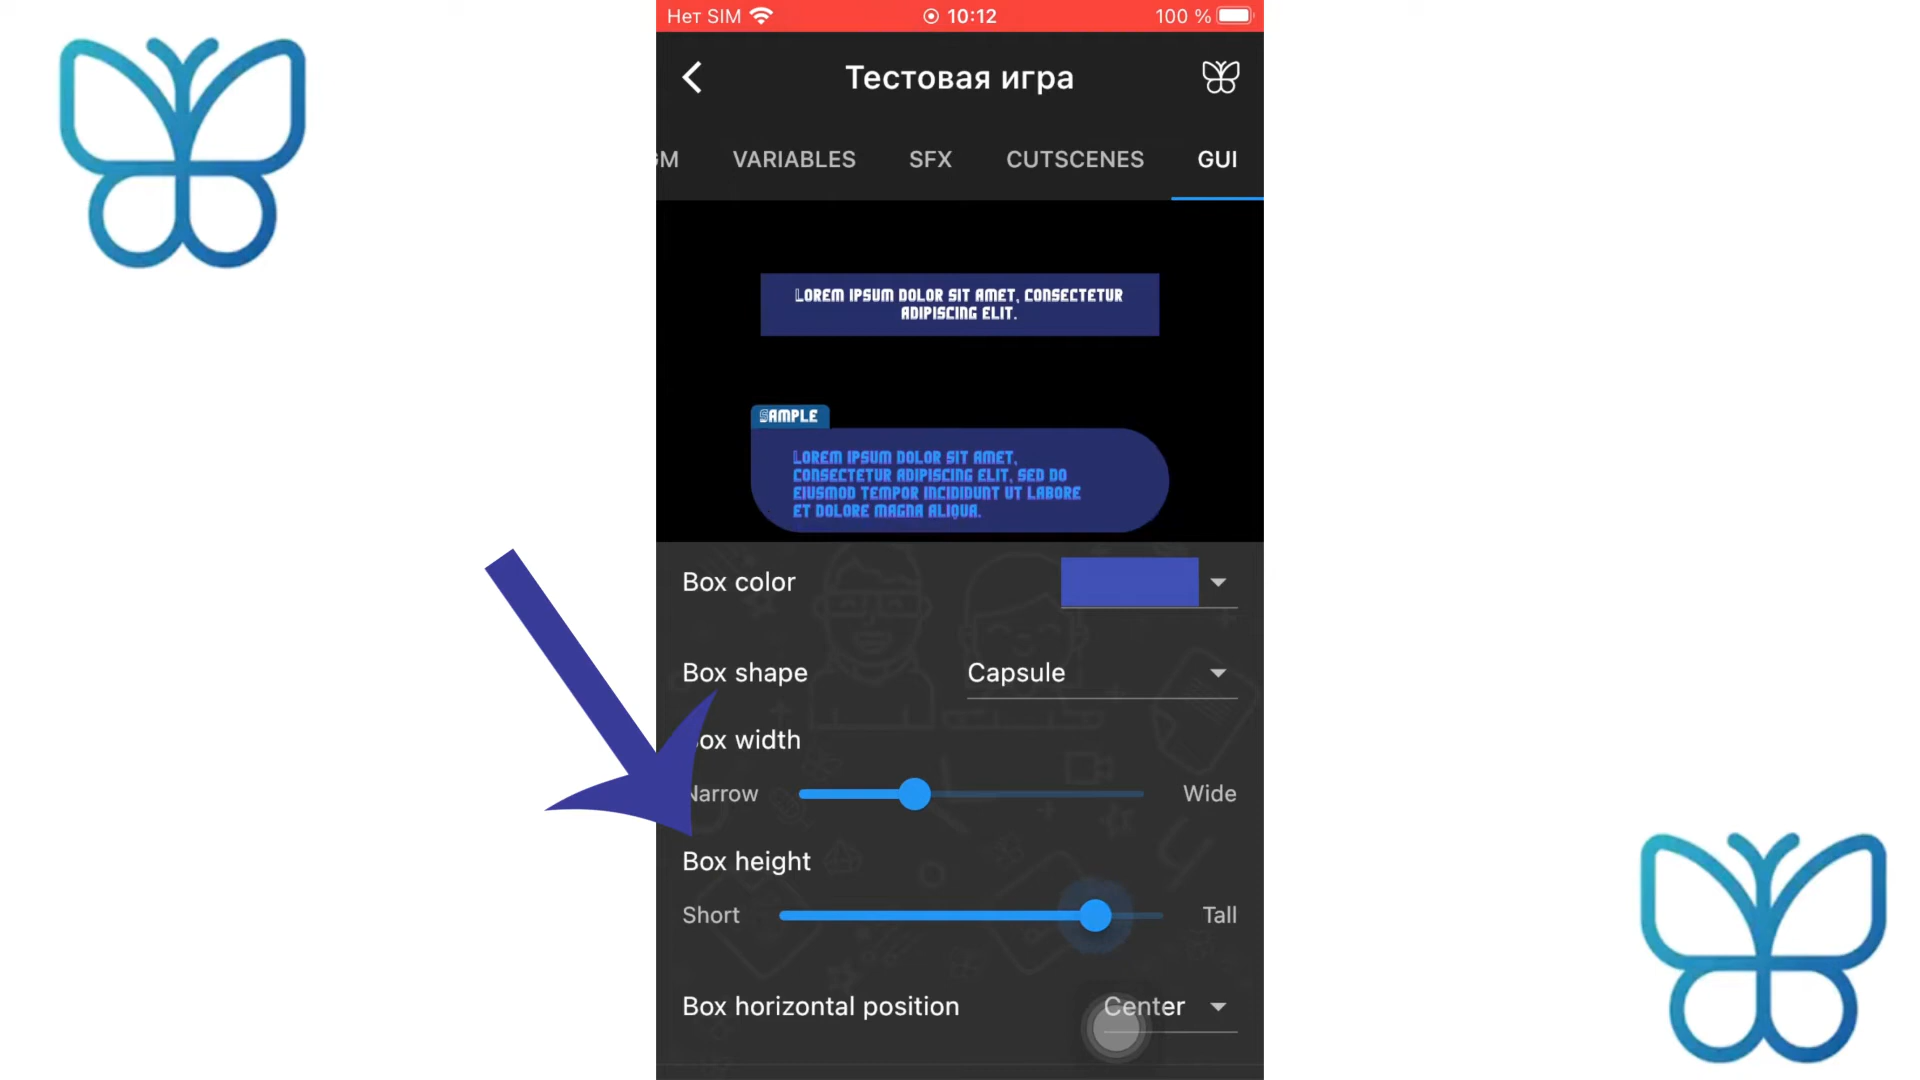 Нет SIM 10:12 100 %
Тестовая игра
GM VARIABLES SFX CUTSCENES GUI
Lorem ipsum dolor sit amet, consectetur
adipiscing elit.
Sample
Lorem ipsum dolor sit amet,
consectetur adipiscing elit, sed do
eiusmod tempor incididunt ut labore
et dolore magna aliqua.
Box color
Box shape Capsule
Box width
Narrow Wide
Box height
Short Tall
Box horizontal position Center